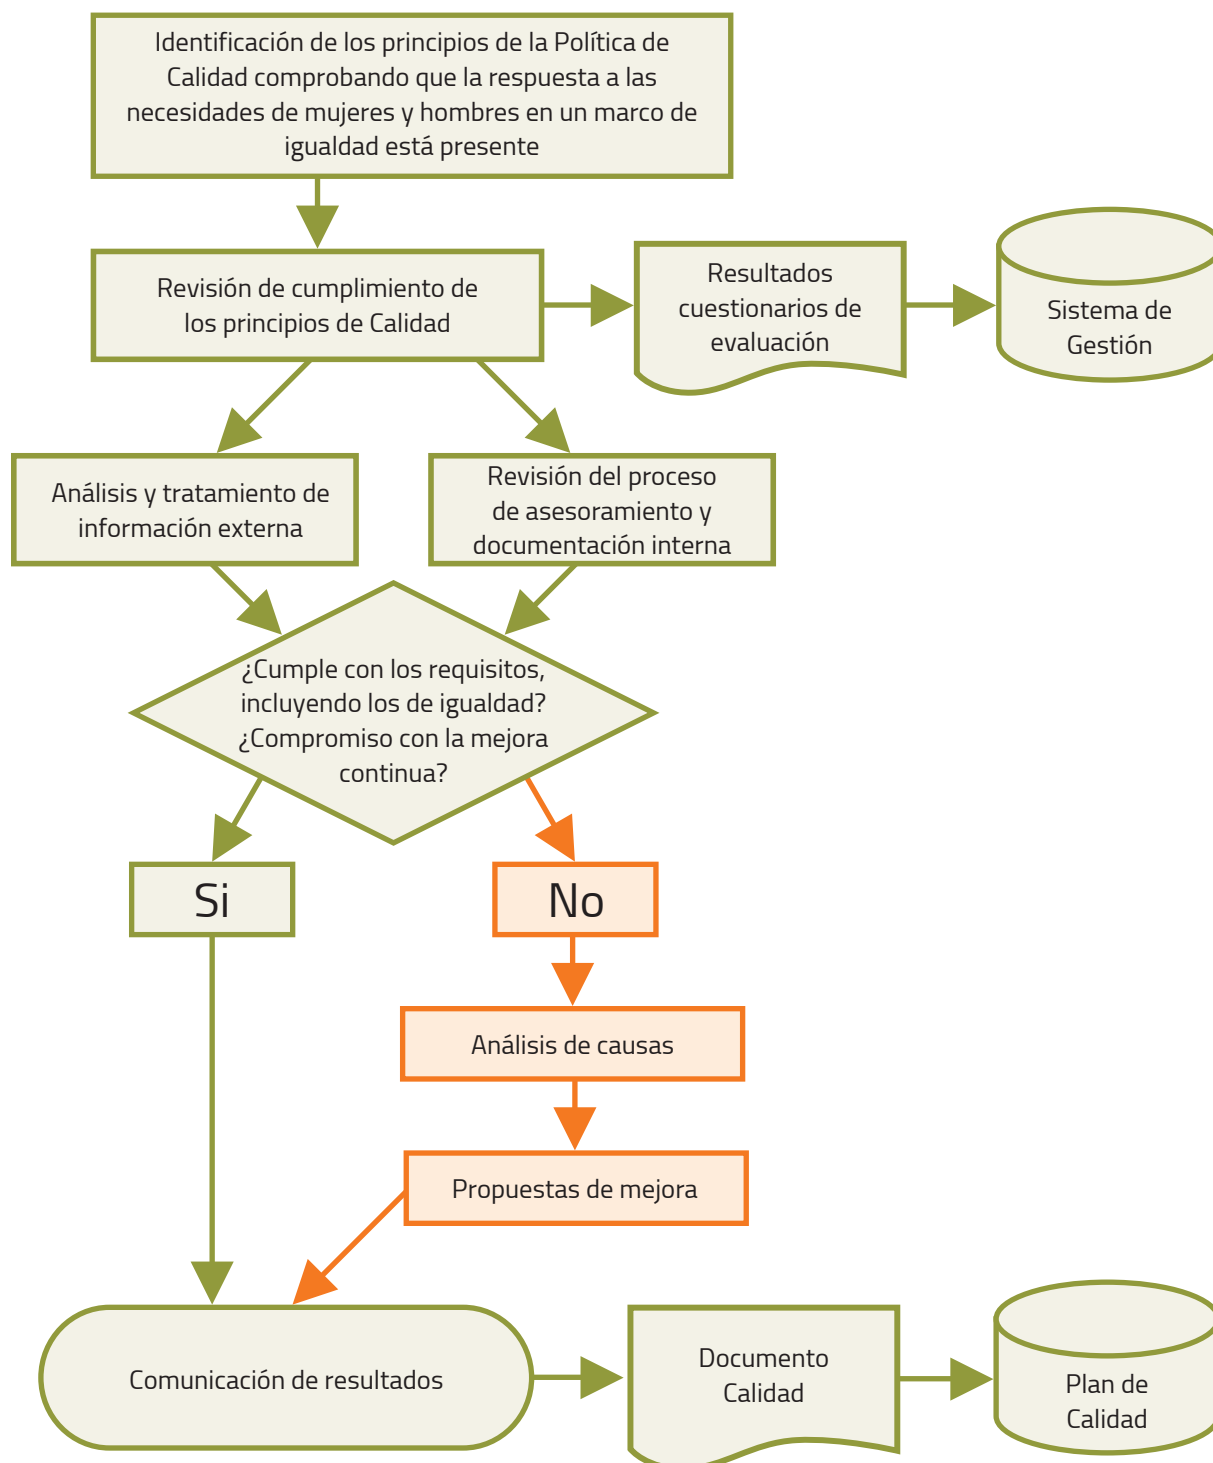 Identificación de los principios de la Política de
Calidad comprobando que la respuesta a las
necesidades de mujeres y hombres en un marco de
igualdad está presente
Revisión de cumplimiento de
los principios de Calidad
Resultados
cuestionarios de
evaluación
Sistema de
Gestión
Análisis y tratamiento de
información externa
Revisión del proceso
de asesoramiento y
documentación interna
¿Cumple con los requisitos,
incluyendo los de igualdad?
¿Compromiso con la mejora
continua?
Si
No
Análisis de causas
Propuestas de mejora
Comunicación de resultados
Documento
Calidad
Plan de
Calidad